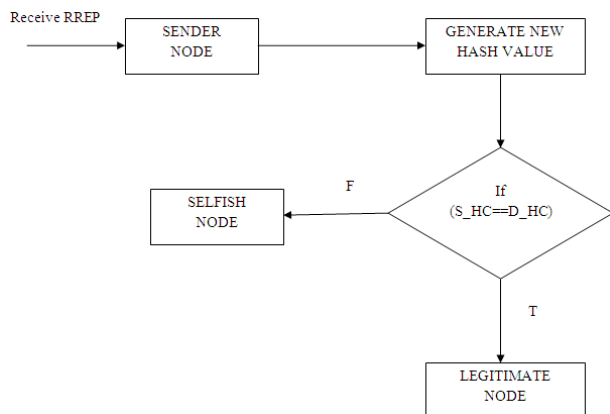 Receive RREP
SENDER
NODE
GENERATE NEW
HASH VALUE
If
(S_HC==D_HC)
F
SELFISH
NODE
T
LEGITIMATE
NODE